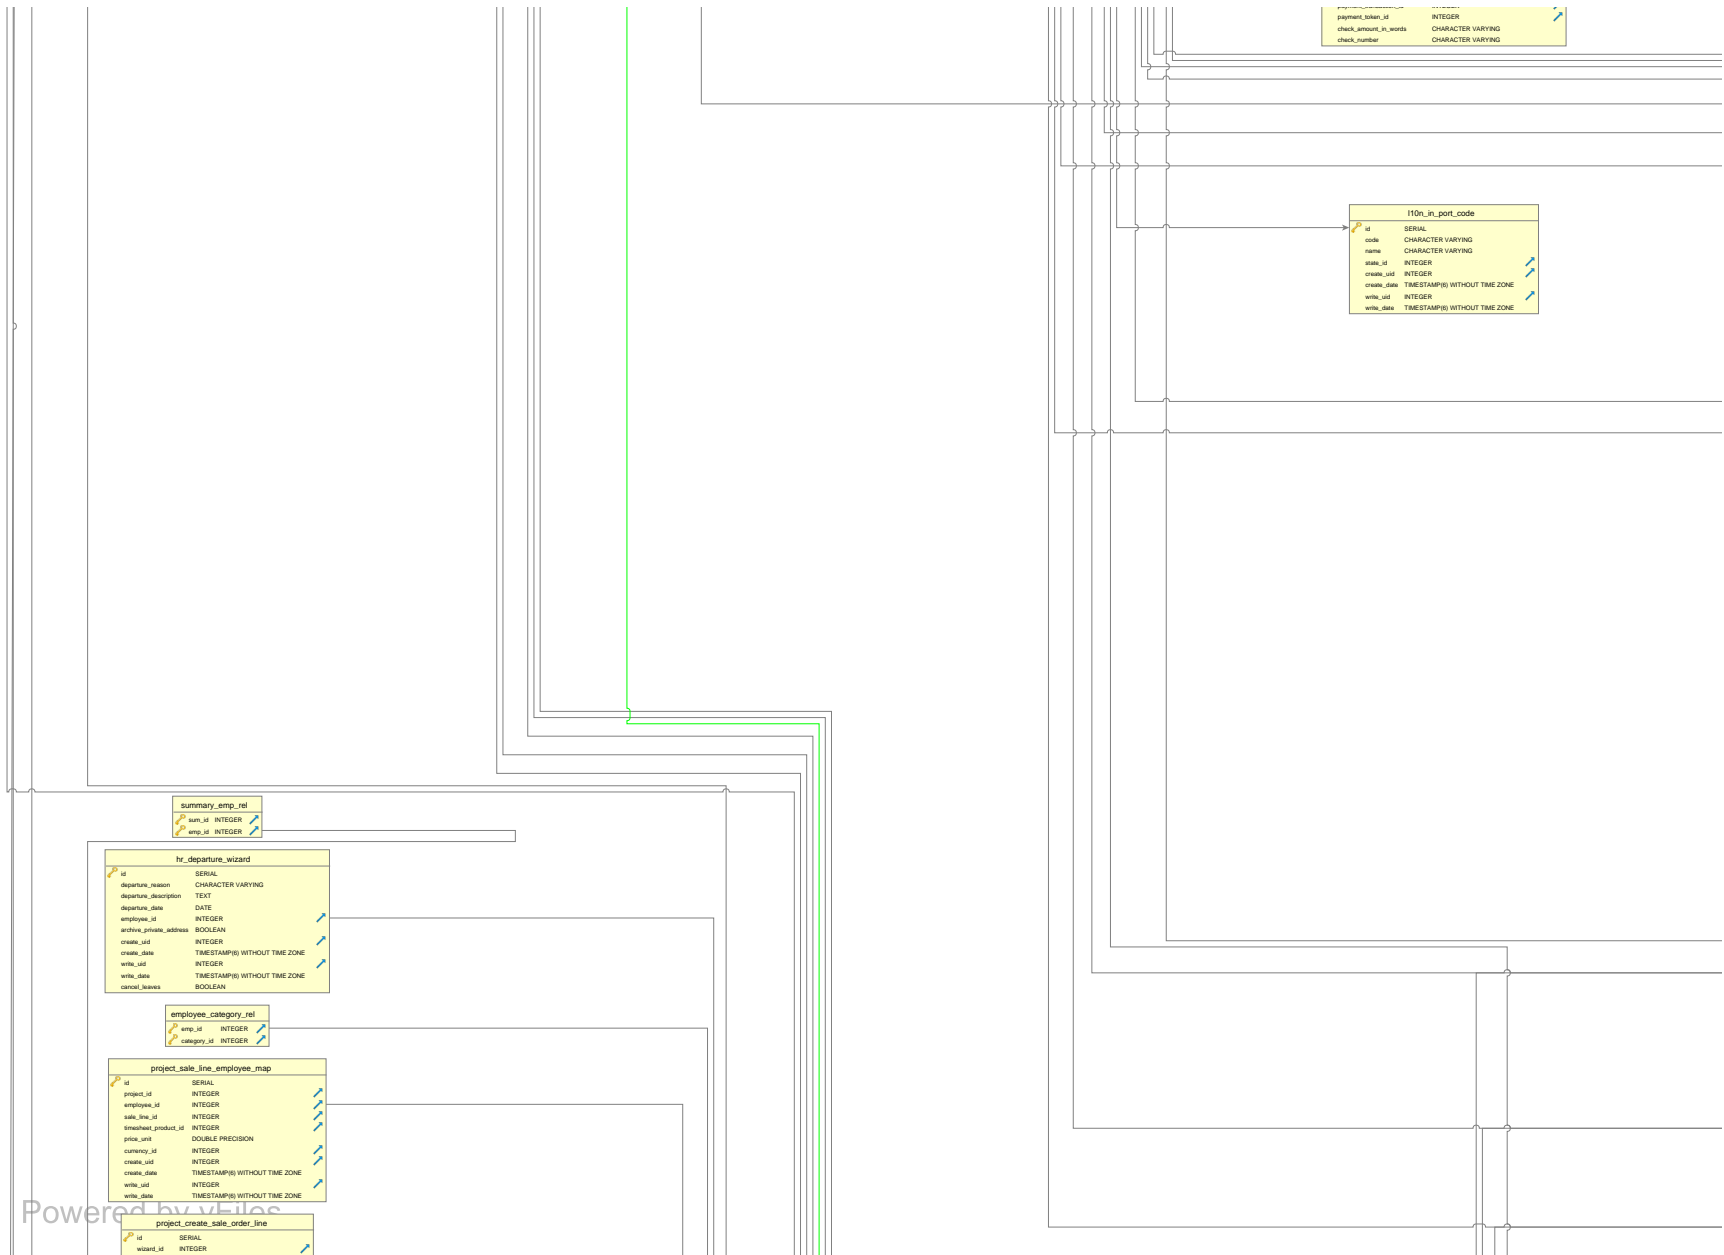 payment_token_id INTEGER
check_amount_in_words CHARACTER VARYING
check_number CHARACTER VARYING
l10n_in_port_code
id SERIAL
code CHARACTER VARYING
name CHARACTER VARYING
state_id INTEGER
create_uid INTEGER
create_date TIMESTAMP(6) WITHOUT TIME ZONE
write_uid INTEGER
write_date TIMESTAMP(6) WITHOUT TIME ZONE
summary_emp_rel
sum_id INTEGER
emp_id INTEGER
hr_departure_wizard
id SERIAL
departure_reason CHARACTER VARYING
departure_description TEXT
departure_date DATE
employee_id INTEGER
archive_private_address BOOLEAN
create_uid INTEGER
create_date TIMESTAMP(6) WITHOUT TIME ZONE
write_uid INTEGER
write_date TIMESTAMP(6) WITHOUT TIME ZONE
cancel_leaves BOOLEAN
employee_category_rel
emp_id INTEGER
category_id INTEGER
project_sale_line_employee_map
id SERIAL
project_id INTEGER
employee_id INTEGER
sale_line_id INTEGER
timesheet_product_id INTEGER
price_unit DOUBLE PRECISION
currency_id INTEGER
create_uid INTEGER
create_date TIMESTAMP(6) WITHOUT TIME ZONE
write_uid INTEGER
write_date TIMESTAMP(6) WITHOUT TIME ZONE
Powered by yFiles
project_create_sale_order_line
id SERIAL
wizard_id INTEGER